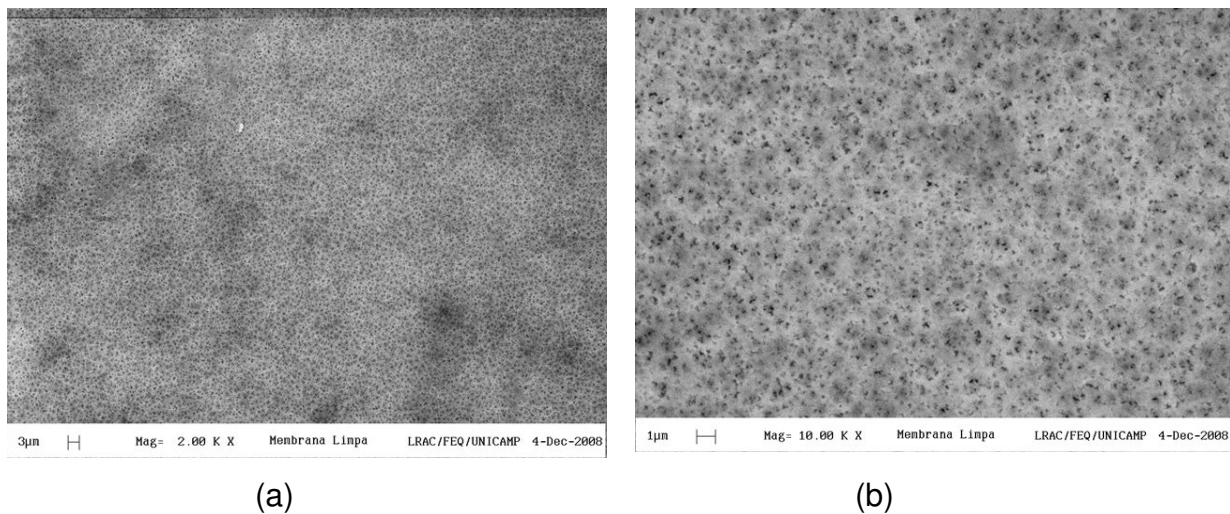 3µm Mag= 2.00 K X Membrana Limpa LRAC/FEQ/UNICAMP 4-Dec-2008
1µm Mag= 10.00 K X Membrana Limpa LRAC/FEQ/UNICAMP 4-Dec-2008
(a) (b)